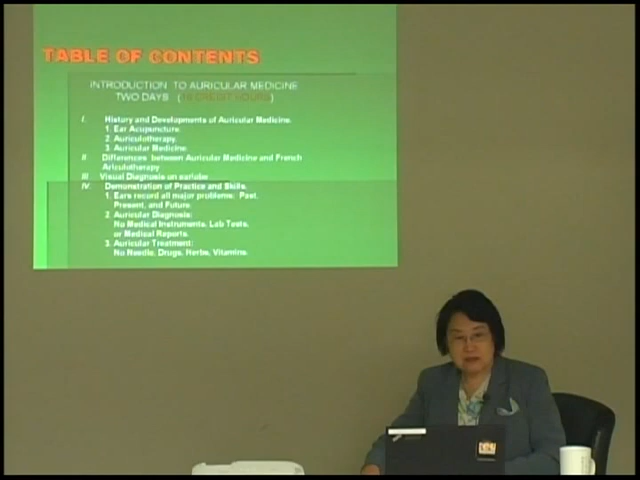 TABLE OF CONTENTS
INTRODUCTION TO AURICULAR MEDICINE
TWO DAYS (16 CREDIT HOURS)
I. History and Developments of Auricular Medicine.
1. Ear Acupuncture.
2. Auriculotherapy.
3. Auricular Medicine.
II Differences between Auricular Medicine and French
Ariculotherapy
III Visual Diagnosis on
IV. Demonstration of Practice and Skills.
1. Ears record all major problems: Past,
Present, and Future.
2. Auricular Diagnosis:
No Medical Instruments, Lab Tests,
or Medical Reports.
3. Auricular Treatment:
No Needle, Drugs, Herbs, Vitamins.